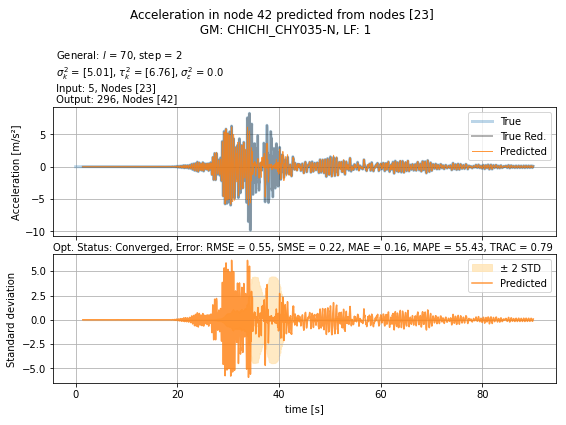 Acceleration in node 42 predicted from nodes [23]
GM: CHICHI_CHY035-N, LF: 1
General: l = 70, step = 2
σ²ₖ = [5.01], τ²ₖ = [6.76], σ²ε = 0.0
Input: 5, Nodes [23]
Output: 296, Nodes [42]
True
True Red.
Predicted
5
0
−5
−10
Acceleration [m/s²]
Opt. Status: Converged, Error: RMSE = 0.55, SMSE = 0.22, MAE = 0.16, MAPE = 55.43, TRAC = 0.79
± 2 STD
Predicted
5.0
2.5
0.0
−2.5
−5.0
Standard deviation
0 20 40 60 80
time [s]